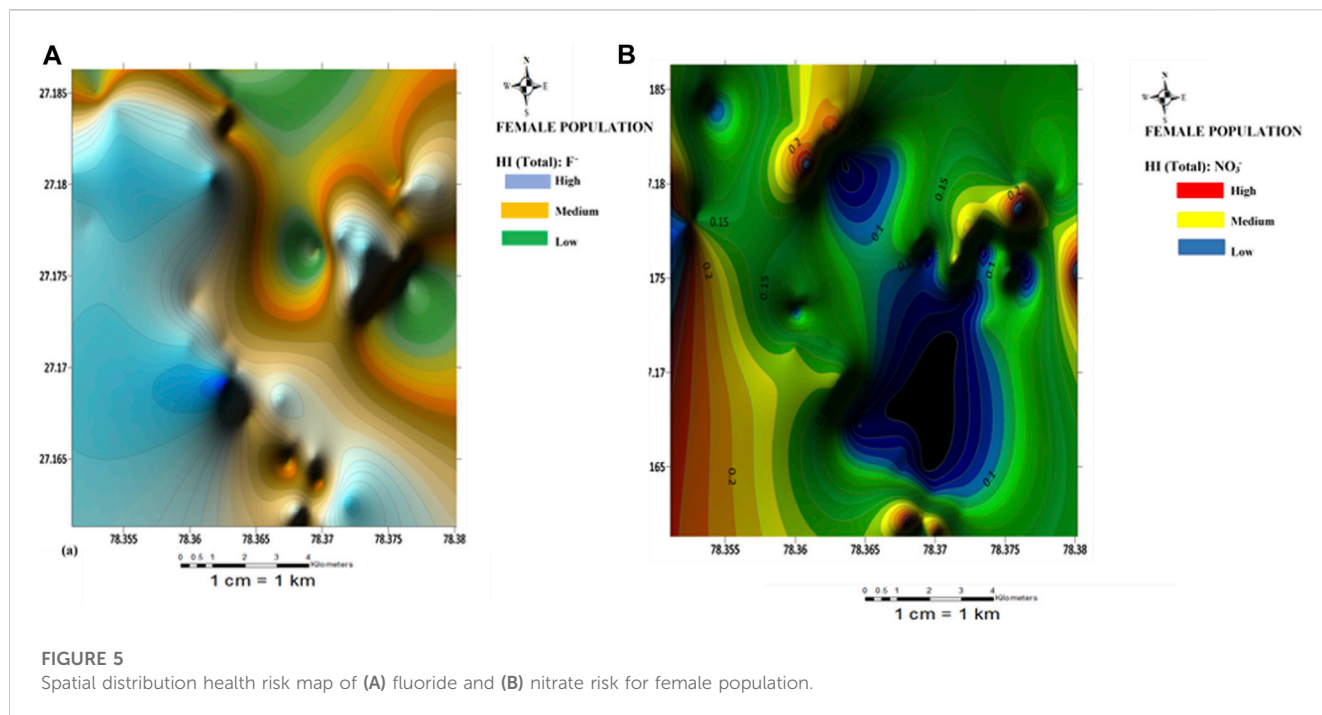 A
27.185
27.18
27.175
27.17
27.165
78.355
78.36
78.365
78.37
78.375
78.38
(a)
0 0.5 1 2 3 4
Kilometers
1 cm = 1 km
N
W E
S
FEMALE POPULATION
HI (Total): F-
High
Medium
Low
B
185
.18
175
7.17
165
0.2
0.15
0.1
0.2
0.15
0.2
0.15
0.1
0.2
0.1
78.355
78.36
78.365
78.37
78.375
78.38
0 0.5 1 2 3 4
Kilometers
1 cm = 1 km
N
W E
S
FEMALE POPULATION
HI (Total): NO3-
High
Medium
Low
FIGURE 5
Spatial distribution health risk map of (A) fluoride and (B) nitrate risk for female population.